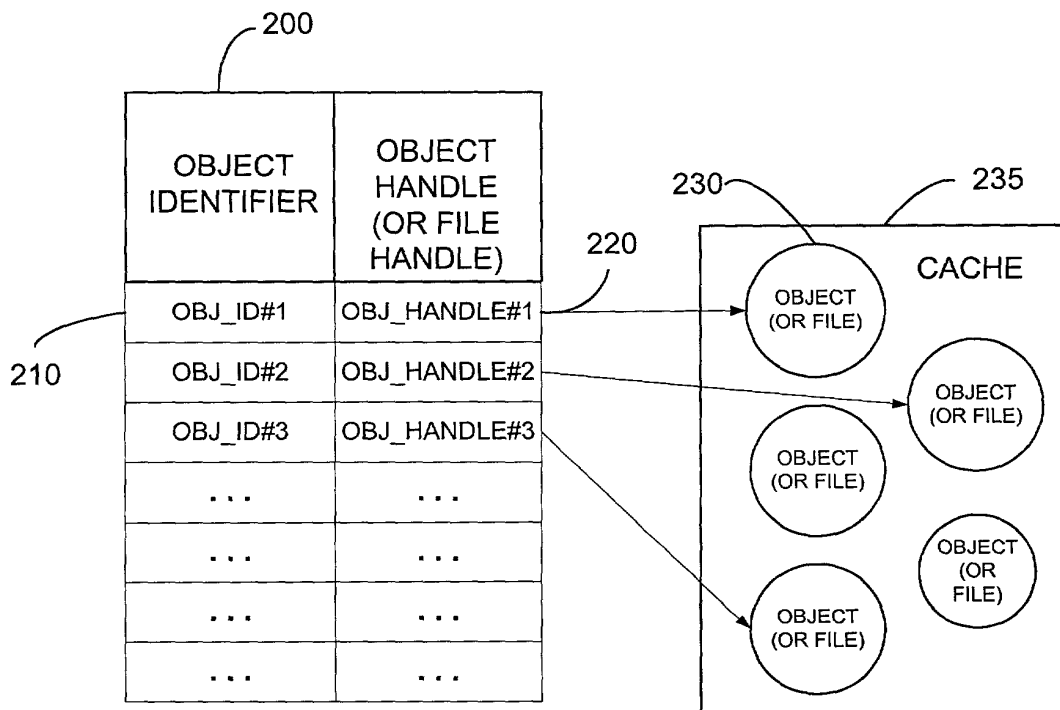 200
OBJECT
IDENTIFIER
OBJECT
HANDLE
(OR FILE
HANDLE)
230
235
220
CACHE
210
OBJ_ID#1
OBJ_HANDLE#1
OBJ_ID#2
OBJ_HANDLE#2
OBJ_ID#3
OBJ_HANDLE#3
... ...
... ...
... ...
... ...
OBJECT
(OR FILE)
OBJECT
(OR FILE)
OBJECT
(OR FILE)
OBJECT
(OR
FILE)
OBJECT
(OR FILE)